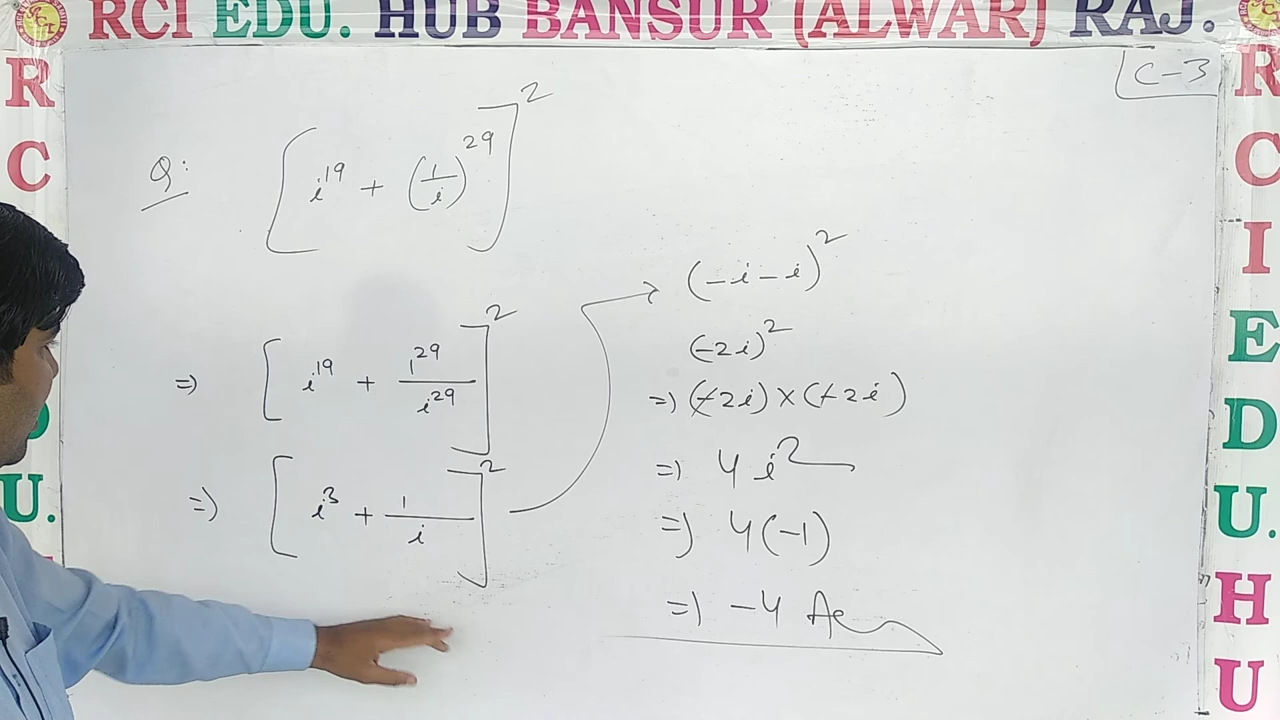 RCI EDU. HUB BANSUR (ALWAR) RAJ.
C-3
Q: [i^19 + (1/i)^29]^2
=) [i^19 + 1^29/i^29]^2
=) [i^3 + 1/i]^2
(-i-i)^2
(-2i)^2
=) (-2i)×(-2i)
=) 4i^2
=) 4(-1)
=) -4
R
C
U.
R
C
I
E
D
U.
H
U